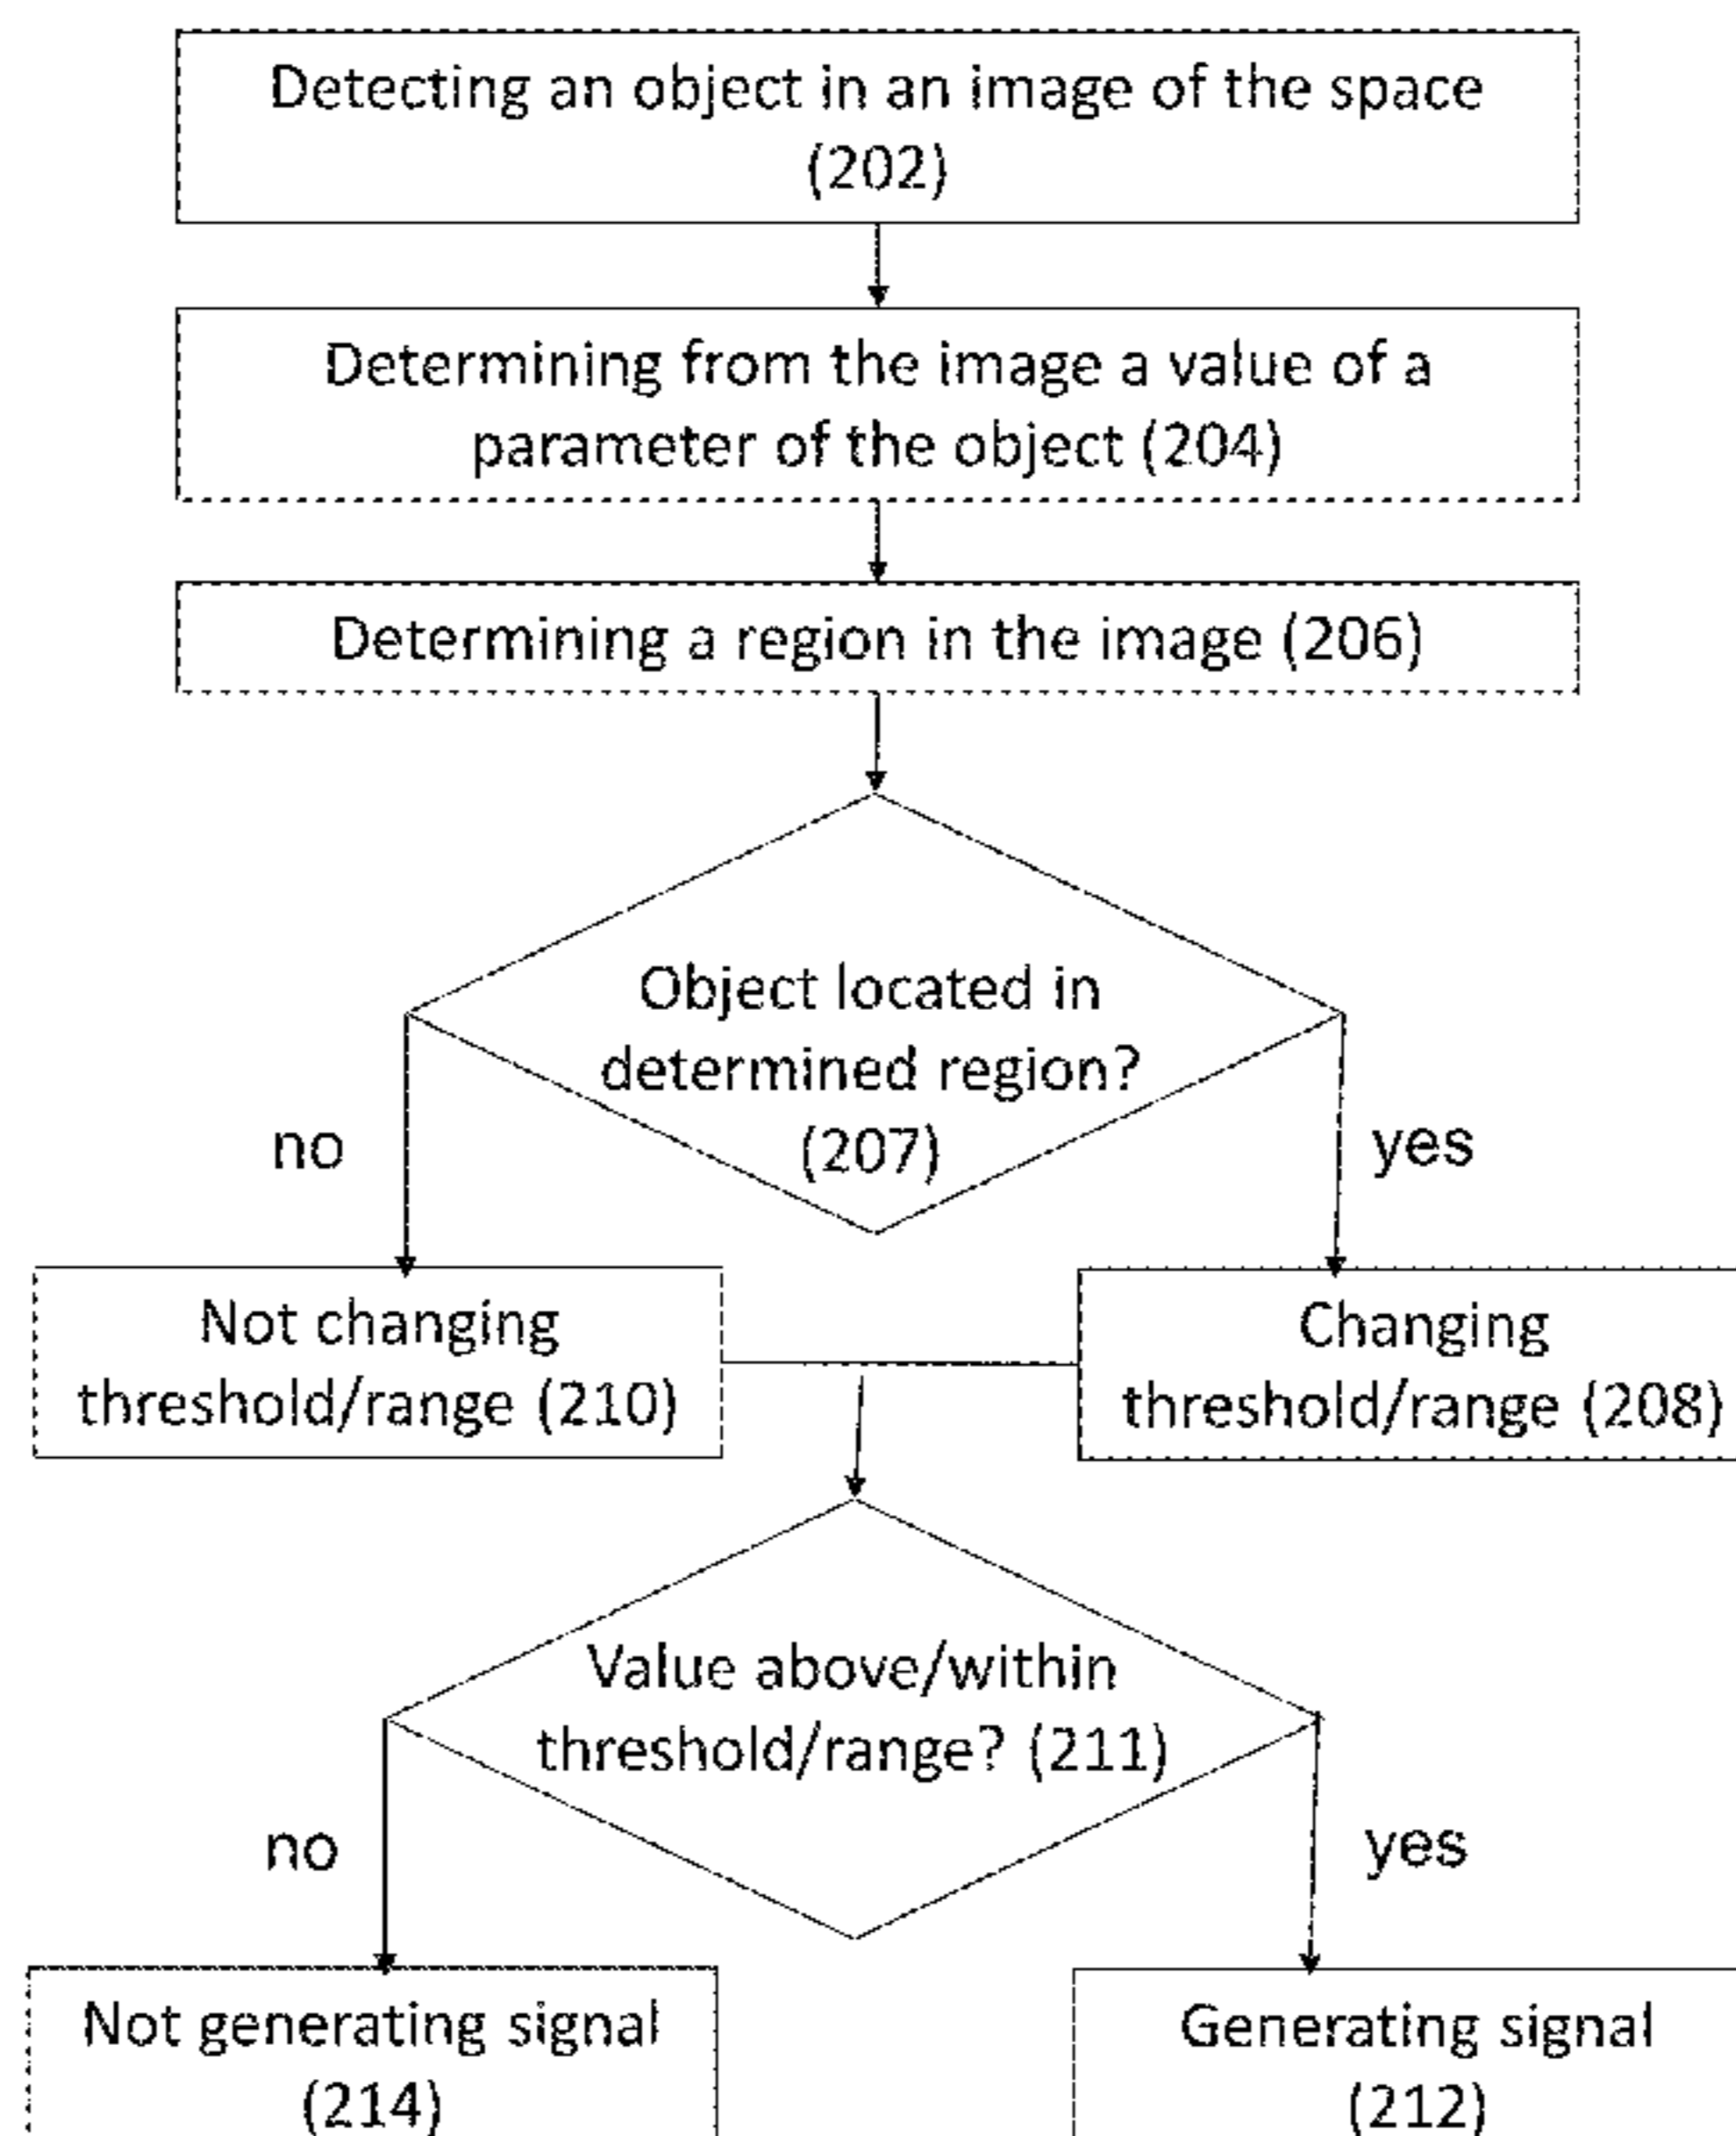 Detecting an object in an image of the space
(202)
Determining from the image a value of a
parameter of the object (204)
Determining a region in the image (206)
Object located in
determined region?
(207)
no
yes
Not changing
threshold/range (210)
Changing
threshold/range (208)
Value above/within
threshold/range? (211)
no
yes
Not generating signal
(214)
Generating signal
(212)